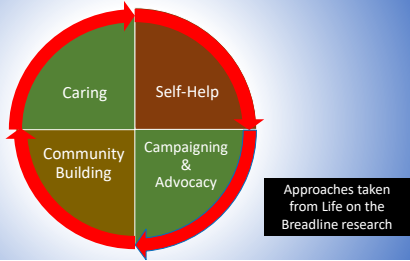 Caring
Self-Help
Community
Building
Campaigning
&
Advocacy
Approaches taken
from Life on the
Breadline research